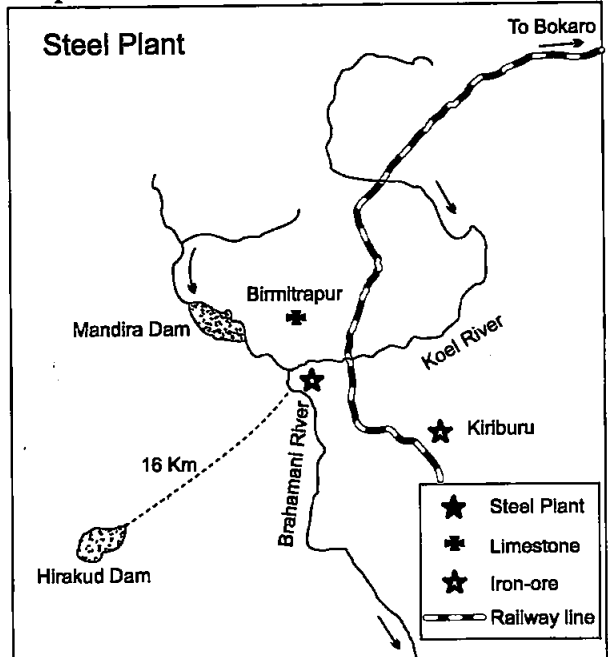 To Bokaro
Steel Plant
Birmitrapur
Mandira Dam
Koel River
Kiriburu
16 Km
Brahamani River
Hirakud Dam
Steel Plant
Limestone
Iron-ore
Railway line